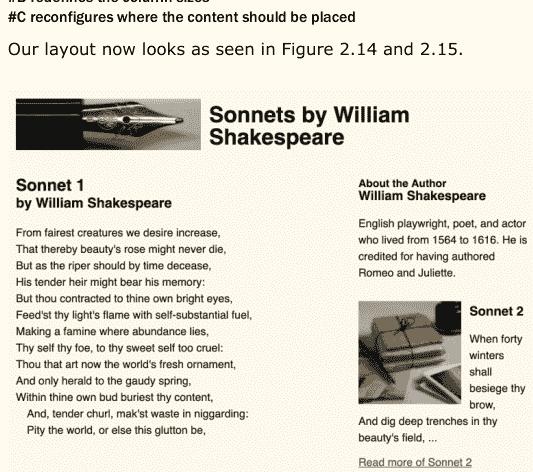 #B redefines the column sizes
#C reconfigures where the content should be placed
Our layout now looks as seen in Figure 2.14 and 2.15.
Sonnets by William
Shakespeare
Sonnet 1
by William Shakespeare
From fairest creatures we desire increase,
That thereby beauty's rose might never die,
But as the riper should by time decease,
His tender heir might bear his memory:
But thou contracted to thine own bright eyes,
Feed'st thy light's flame with self-substantial fuel,
Making a famine where abundance lies,
Thy self thy foe, to thy sweet self too cruel:
Thou that art now the world's fresh ornament,
And only herald to the gaudy spring,
Within thine own bud buriest thy content,
And, tender churl, mak'st waste in niggarding:
Pity the world, or else this glutton be,
About the Author
William Shakespeare
English playwright, poet, and actor
who lived from 1564 to 1616. He is
credited for having authored
Romeo and Juliette.
Sonnet 2
When forty
winters
shall
besiege thy
brow,
And dig deep trenches in thy
beauty's field, ...
Read more of Sonnet 2